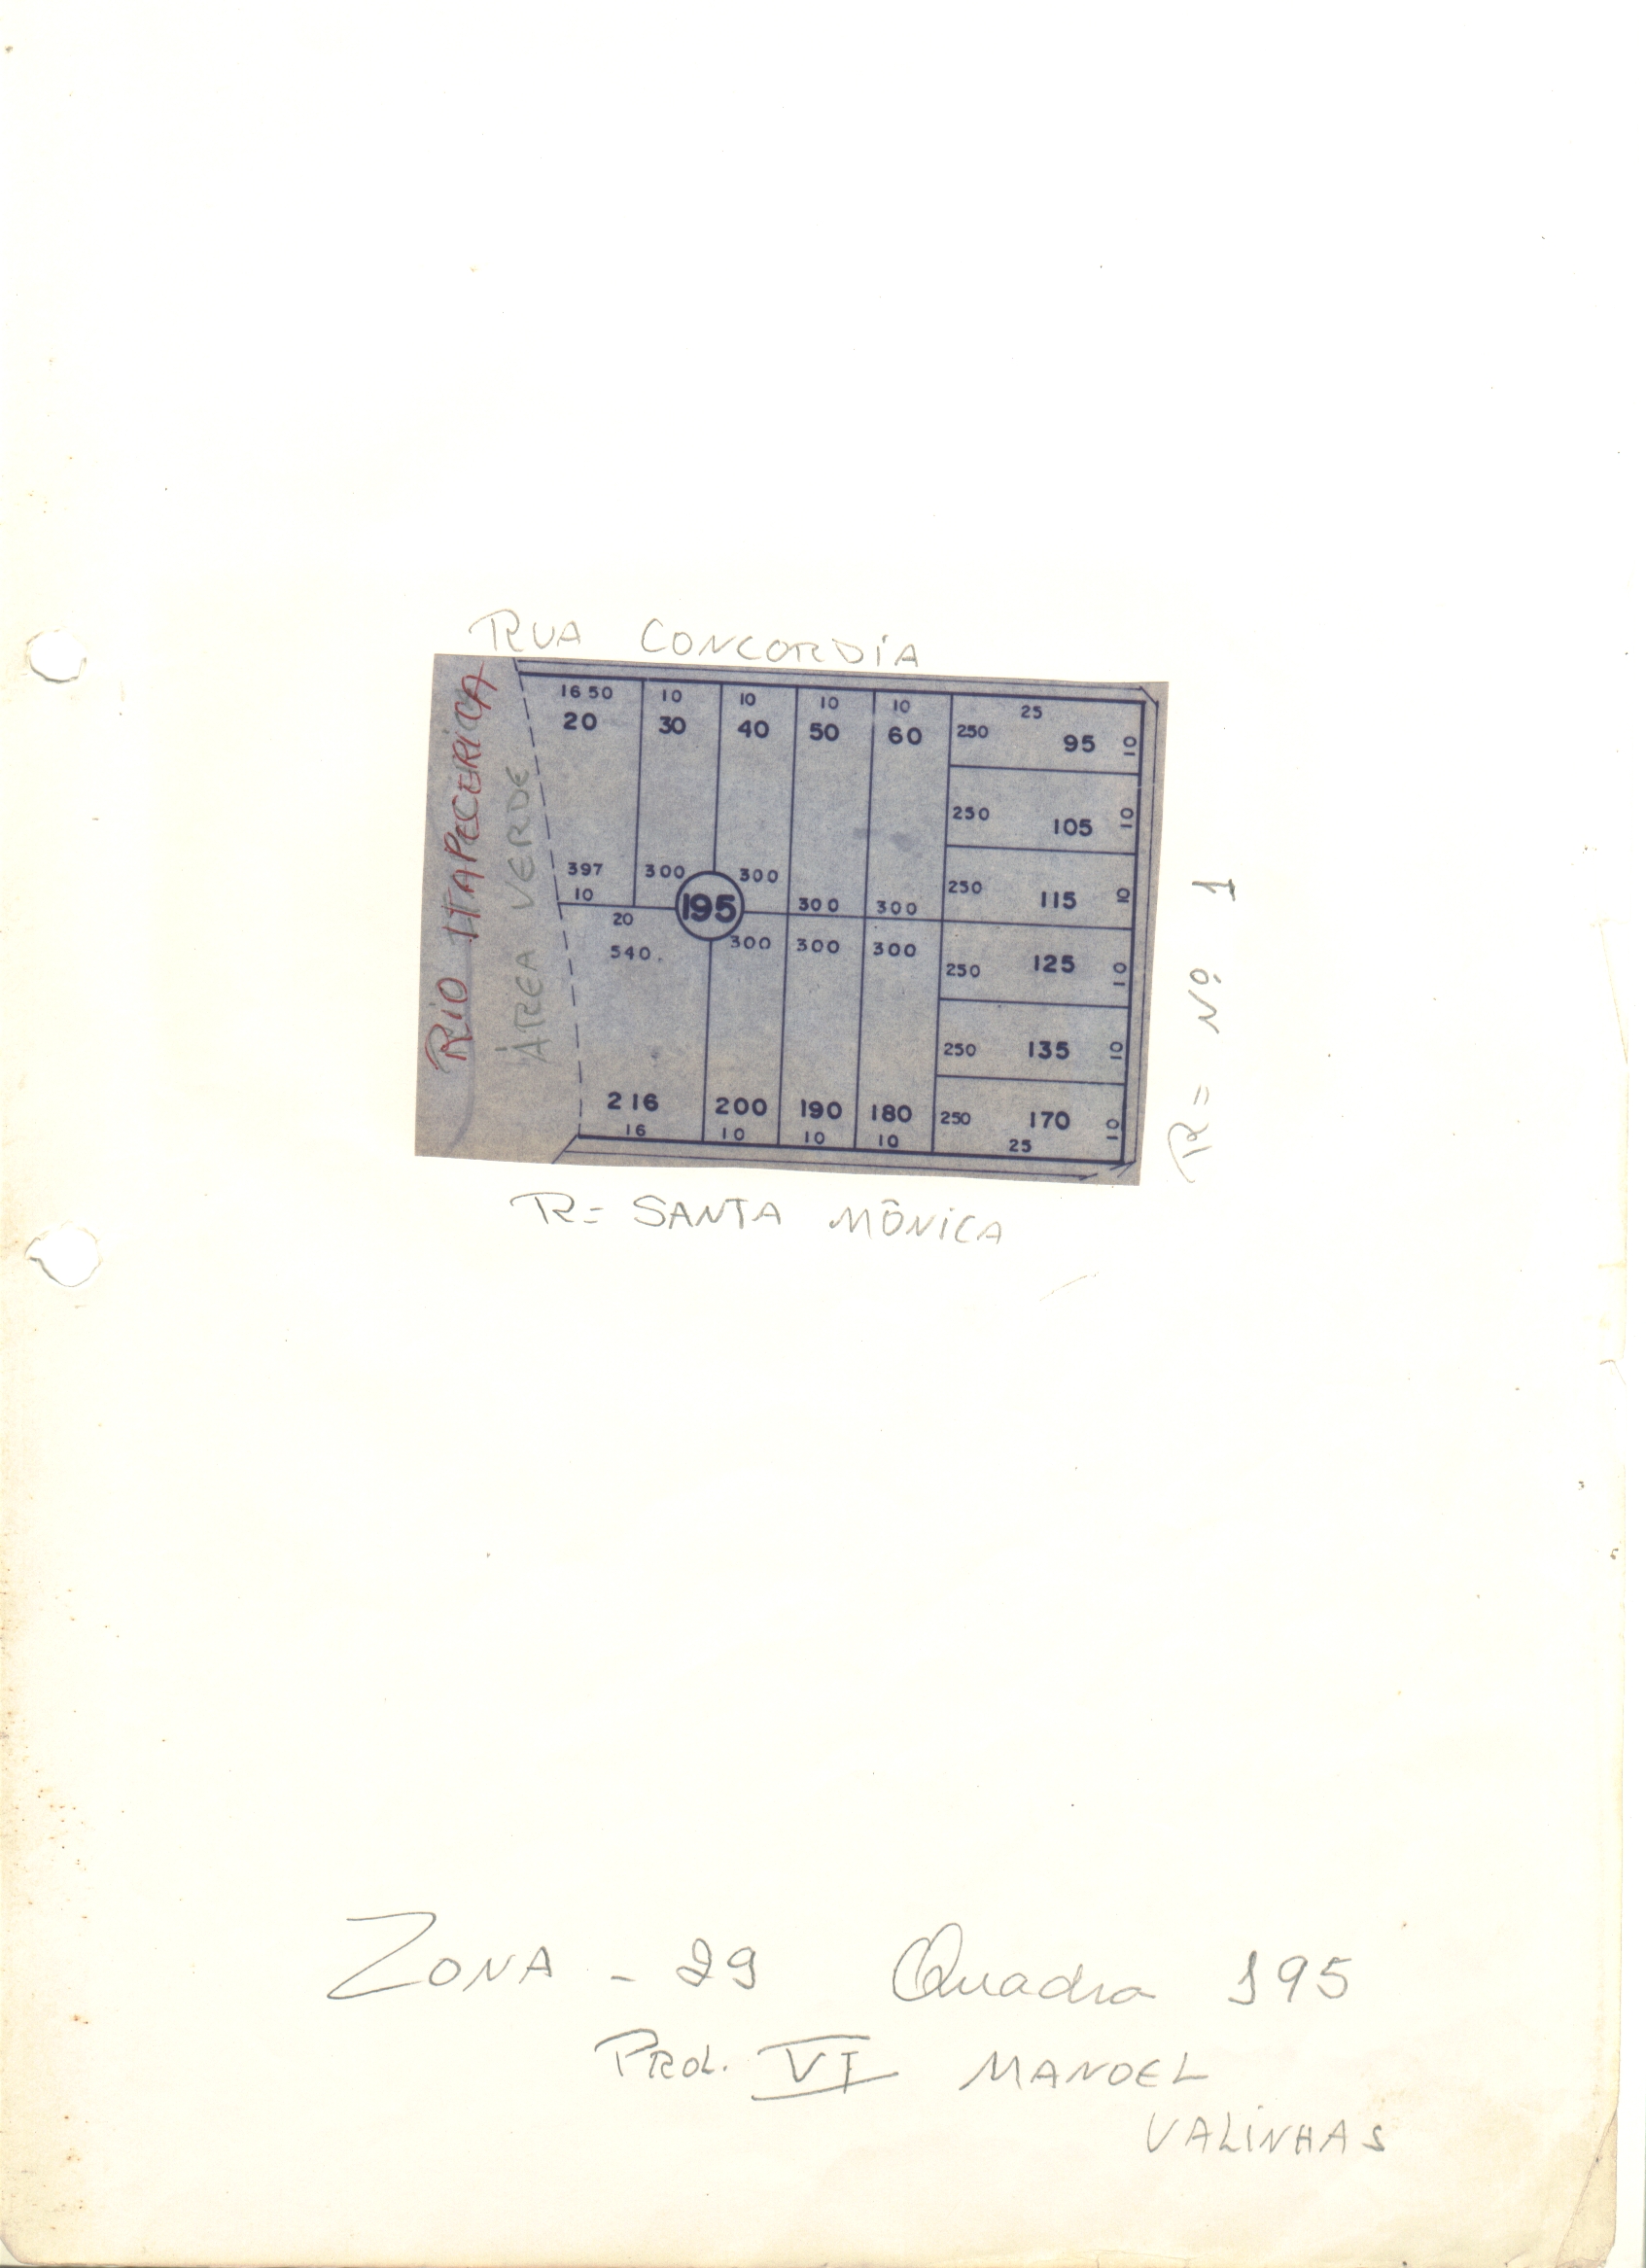 RUA CONCORDIA
RIO ITAPECERICA
ÁREA VERDE
16 50 10 10 10 10 25
20 30 40 50 60 250 95 10
250 105 10
397 300 300 300 300 250 115 10
10
195
20
540. 300 300 300 250 125 10
250 135 10
216 200 190 180 250 170 10
16 10 10 10 25
R= Nº 1
R= SANTA MÔNICA
ZONA - 29 Quadra 195
PROL. VI MANOEL
VALINHAS